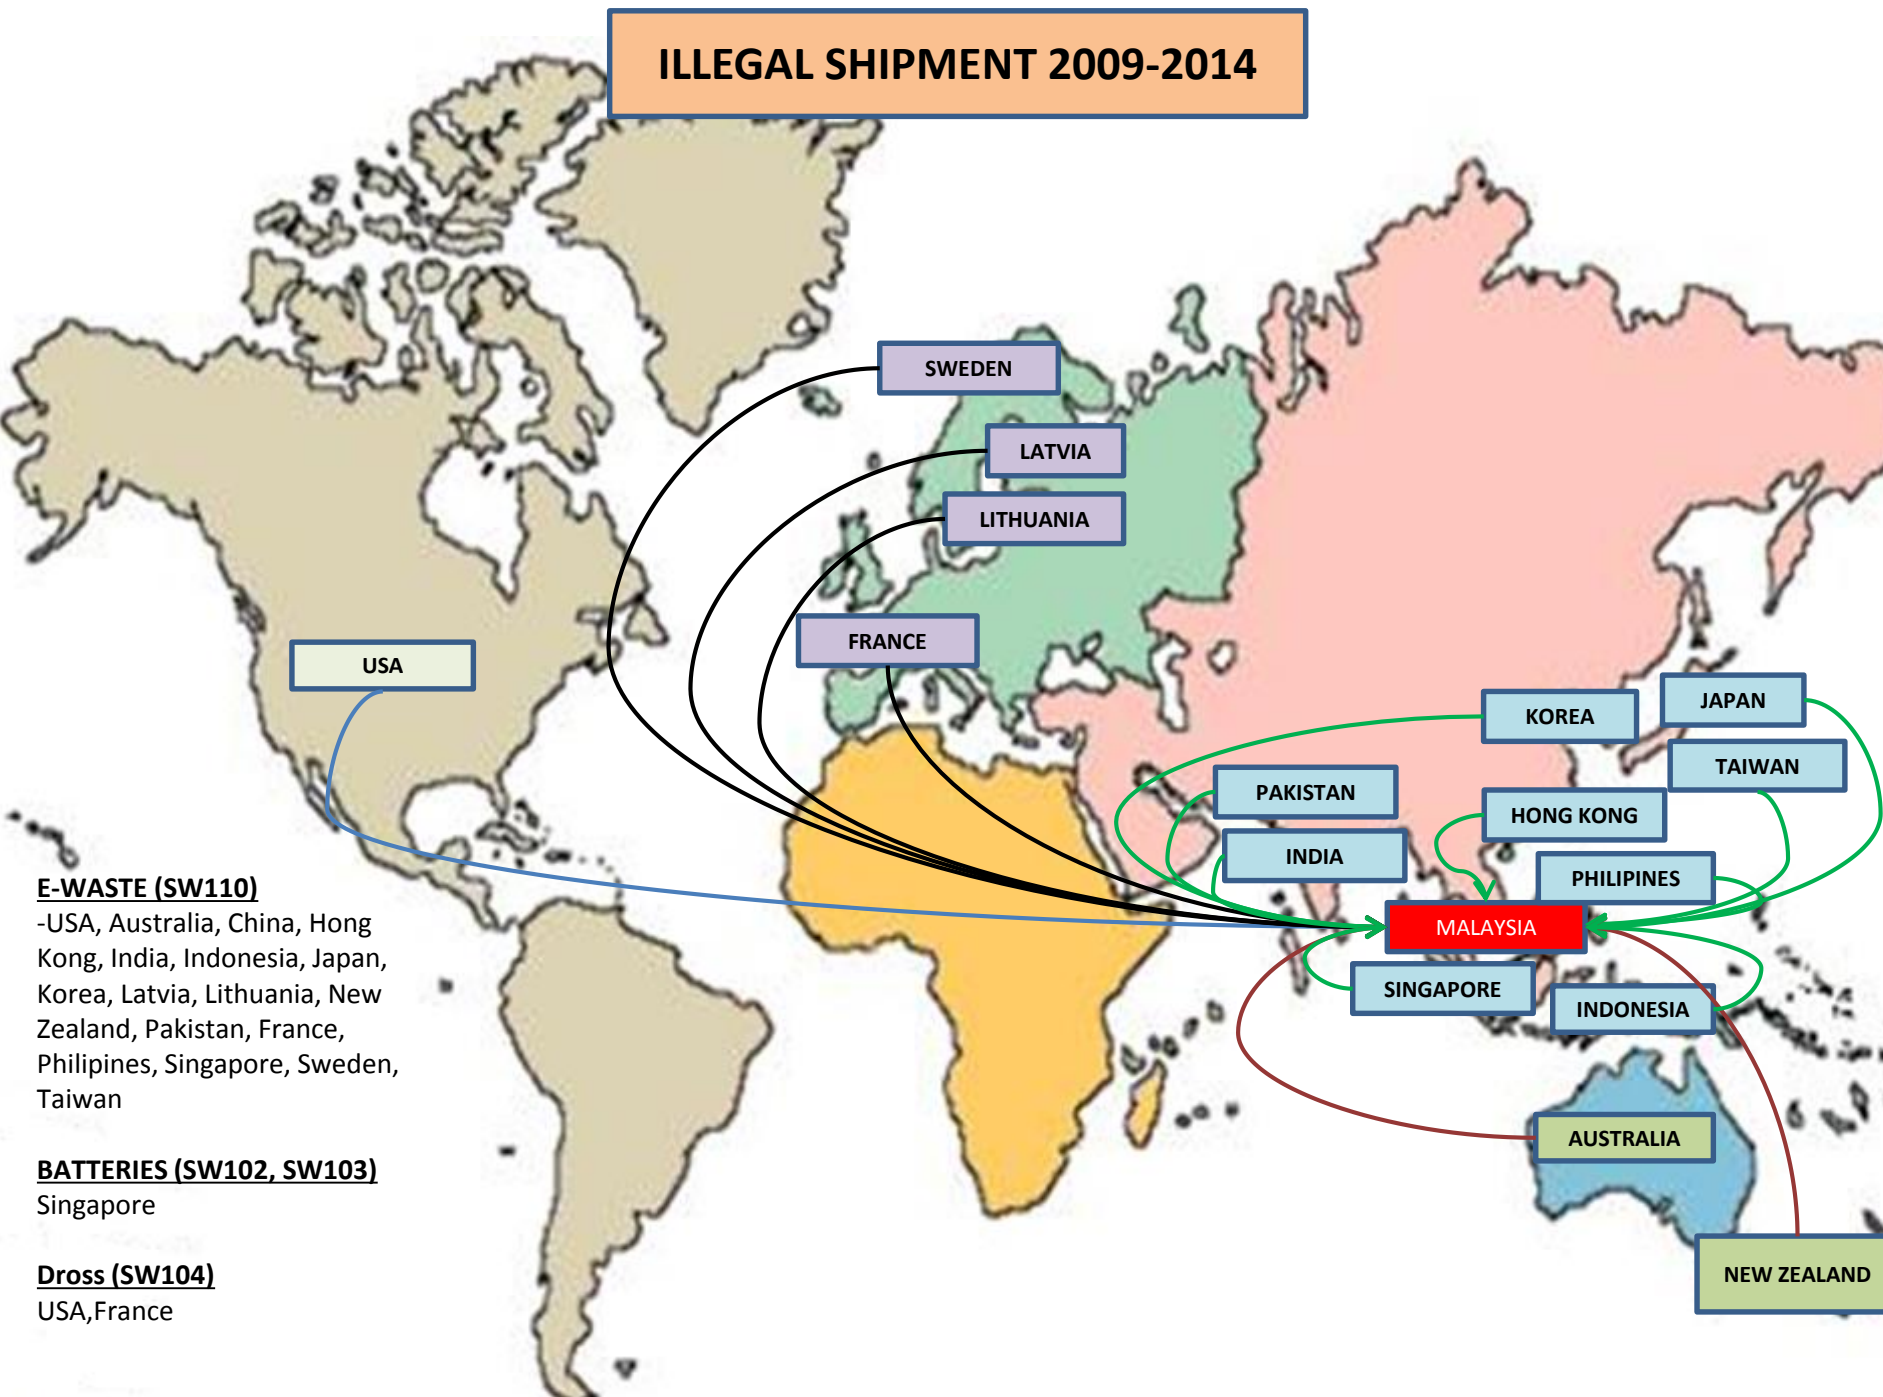 ILLEGAL SHIPMENT 2009-2014
SWEDEN
LATVIA
LITHUANIA
FRANCE
USA
KOREA
JAPAN
TAIWAN
PAKISTAN
HONG KONG
INDIA
PHILIPINES
MALAYSIA
SINGAPORE
INDONESIA
AUSTRALIA
NEW ZEALAND
E-WASTE (SW110)
-USA, Australia, China, Hong
Kong, India, Indonesia, Japan,
Korea, Latvia, Lithuania, New
Zealand, Pakistan, France,
Philipines, Singapore, Sweden,
Taiwan
BATTERIES (SW102, SW103)
Singapore
Dross (SW104)
USA,France